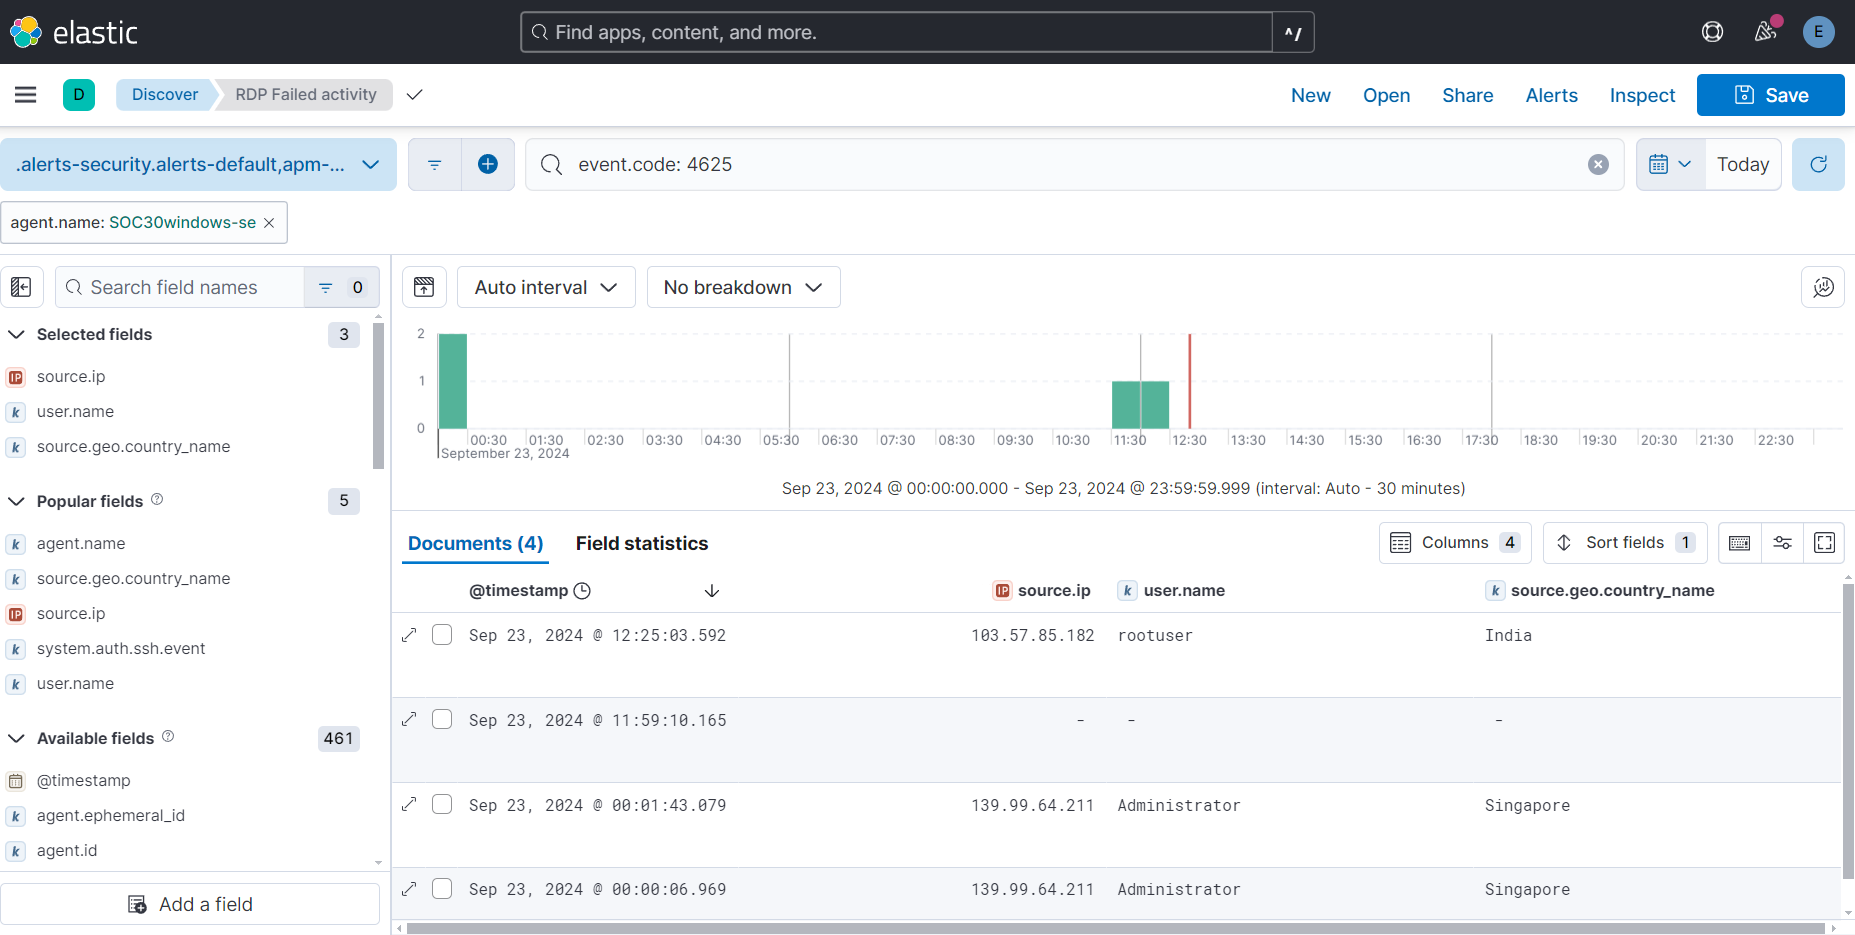 elastic
Find apps, content, and more.
^/
E
D
Discover
RDP Failed activity
New
Open
Share
Alerts
Inspect
Save
.alerts-security.alerts-default,apm-...
event.code: 4625
Today
agent.name: SOC30windows-se
Search field names
0
Auto interval
No breakdown
Selected fields
3
IP source.ip
k user.name
k source.geo.country_name
Popular fields
5
k agent.name
k source.geo.country_name
IP source.ip
k system.auth.ssh.event
k user.name
Available fields
461
@timestamp
k agent.ephemeral_id
k agent.id
Add a field
2
1
0
00:30 01:30 02:30 03:30 04:30 05:30 06:30 07:30 08:30 09:30 10:30 11:30 12:30 13:30 14:30 15:30 16:30 17:30 18:30 19:30 20:30 21:30 22:30
September 23, 2024
Sep 23, 2024 @ 00:00:00.000 - Sep 23, 2024 @ 23:59:59.999 (interval: Auto - 30 minutes)
Documents (4)
Field statistics
Columns 4
Sort fields 1
@timestamp IP source.ip k user.name k source.geo.country_name
Sep 23, 2024 @ 12:25:03.592 103.57.85.182 rootuser India
Sep 23, 2024 @ 11:59:10.165 - - -
Sep 23, 2024 @ 00:01:43.079 139.99.64.211 Administrator Singapore
Sep 23, 2024 @ 00:00:06.969 139.99.64.211 Administrator Singapore